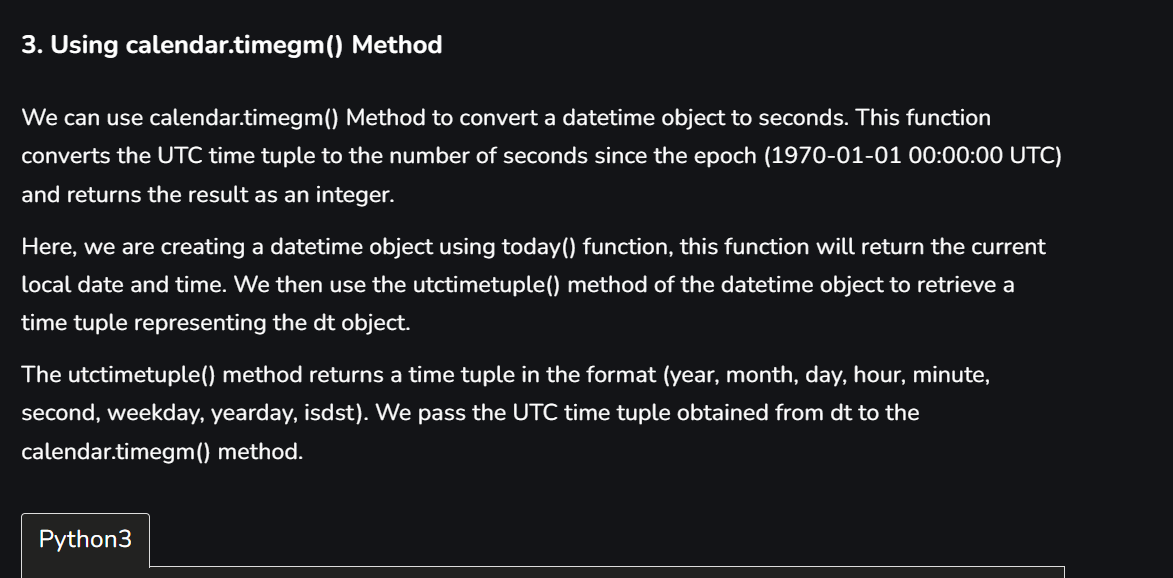 3. Using calendar.timegm() Method
We can use calendar.timegm() Method to convert a datetime object to seconds. This function
converts the UTC time tuple to the number of seconds since the epoch (1970-01-01 00:00:00 UTC)
and returns the result as an integer.
Here, we are creating a datetime object using today() function, this function will return the current
local date and time. We then use the utctimetuple() method of the datetime object to retrieve a
time tuple representing the dt object.
The utctimetuple() method returns a time tuple in the format (year, month, day, hour, minute,
second, weekday, yearday, isdst). We pass the UTC time tuple obtained from dt to the
calendar.timegm() method.
Python3